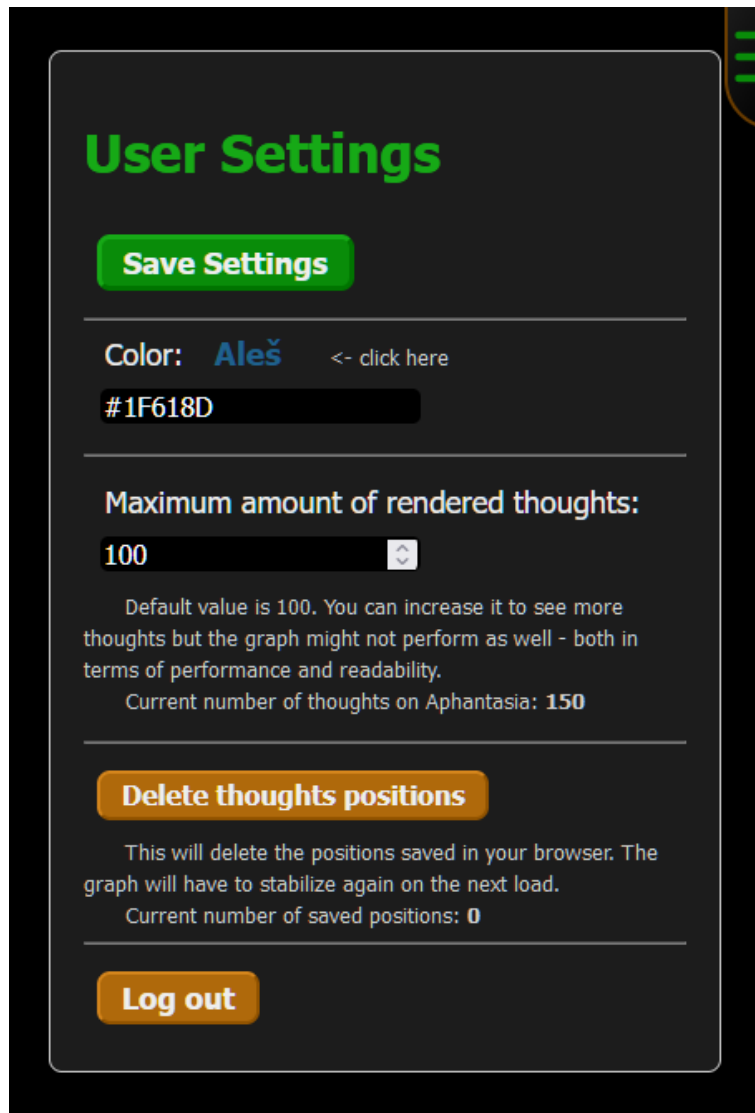 User Settings
Save Settings
Color: Aleš <- click here
#1F618D
Maximum amount of rendered thoughts:
100
Default value is 100. You can increase it to see more
thoughts but the graph might not perform as well - both in
terms of performance and readability.
Current number of thoughts on Aphantasia: 150
Delete thoughts positions
This will delete the positions saved in your browser. The
graph will have to stabilize again on the next load.
Current number of saved positions: 0
Log out